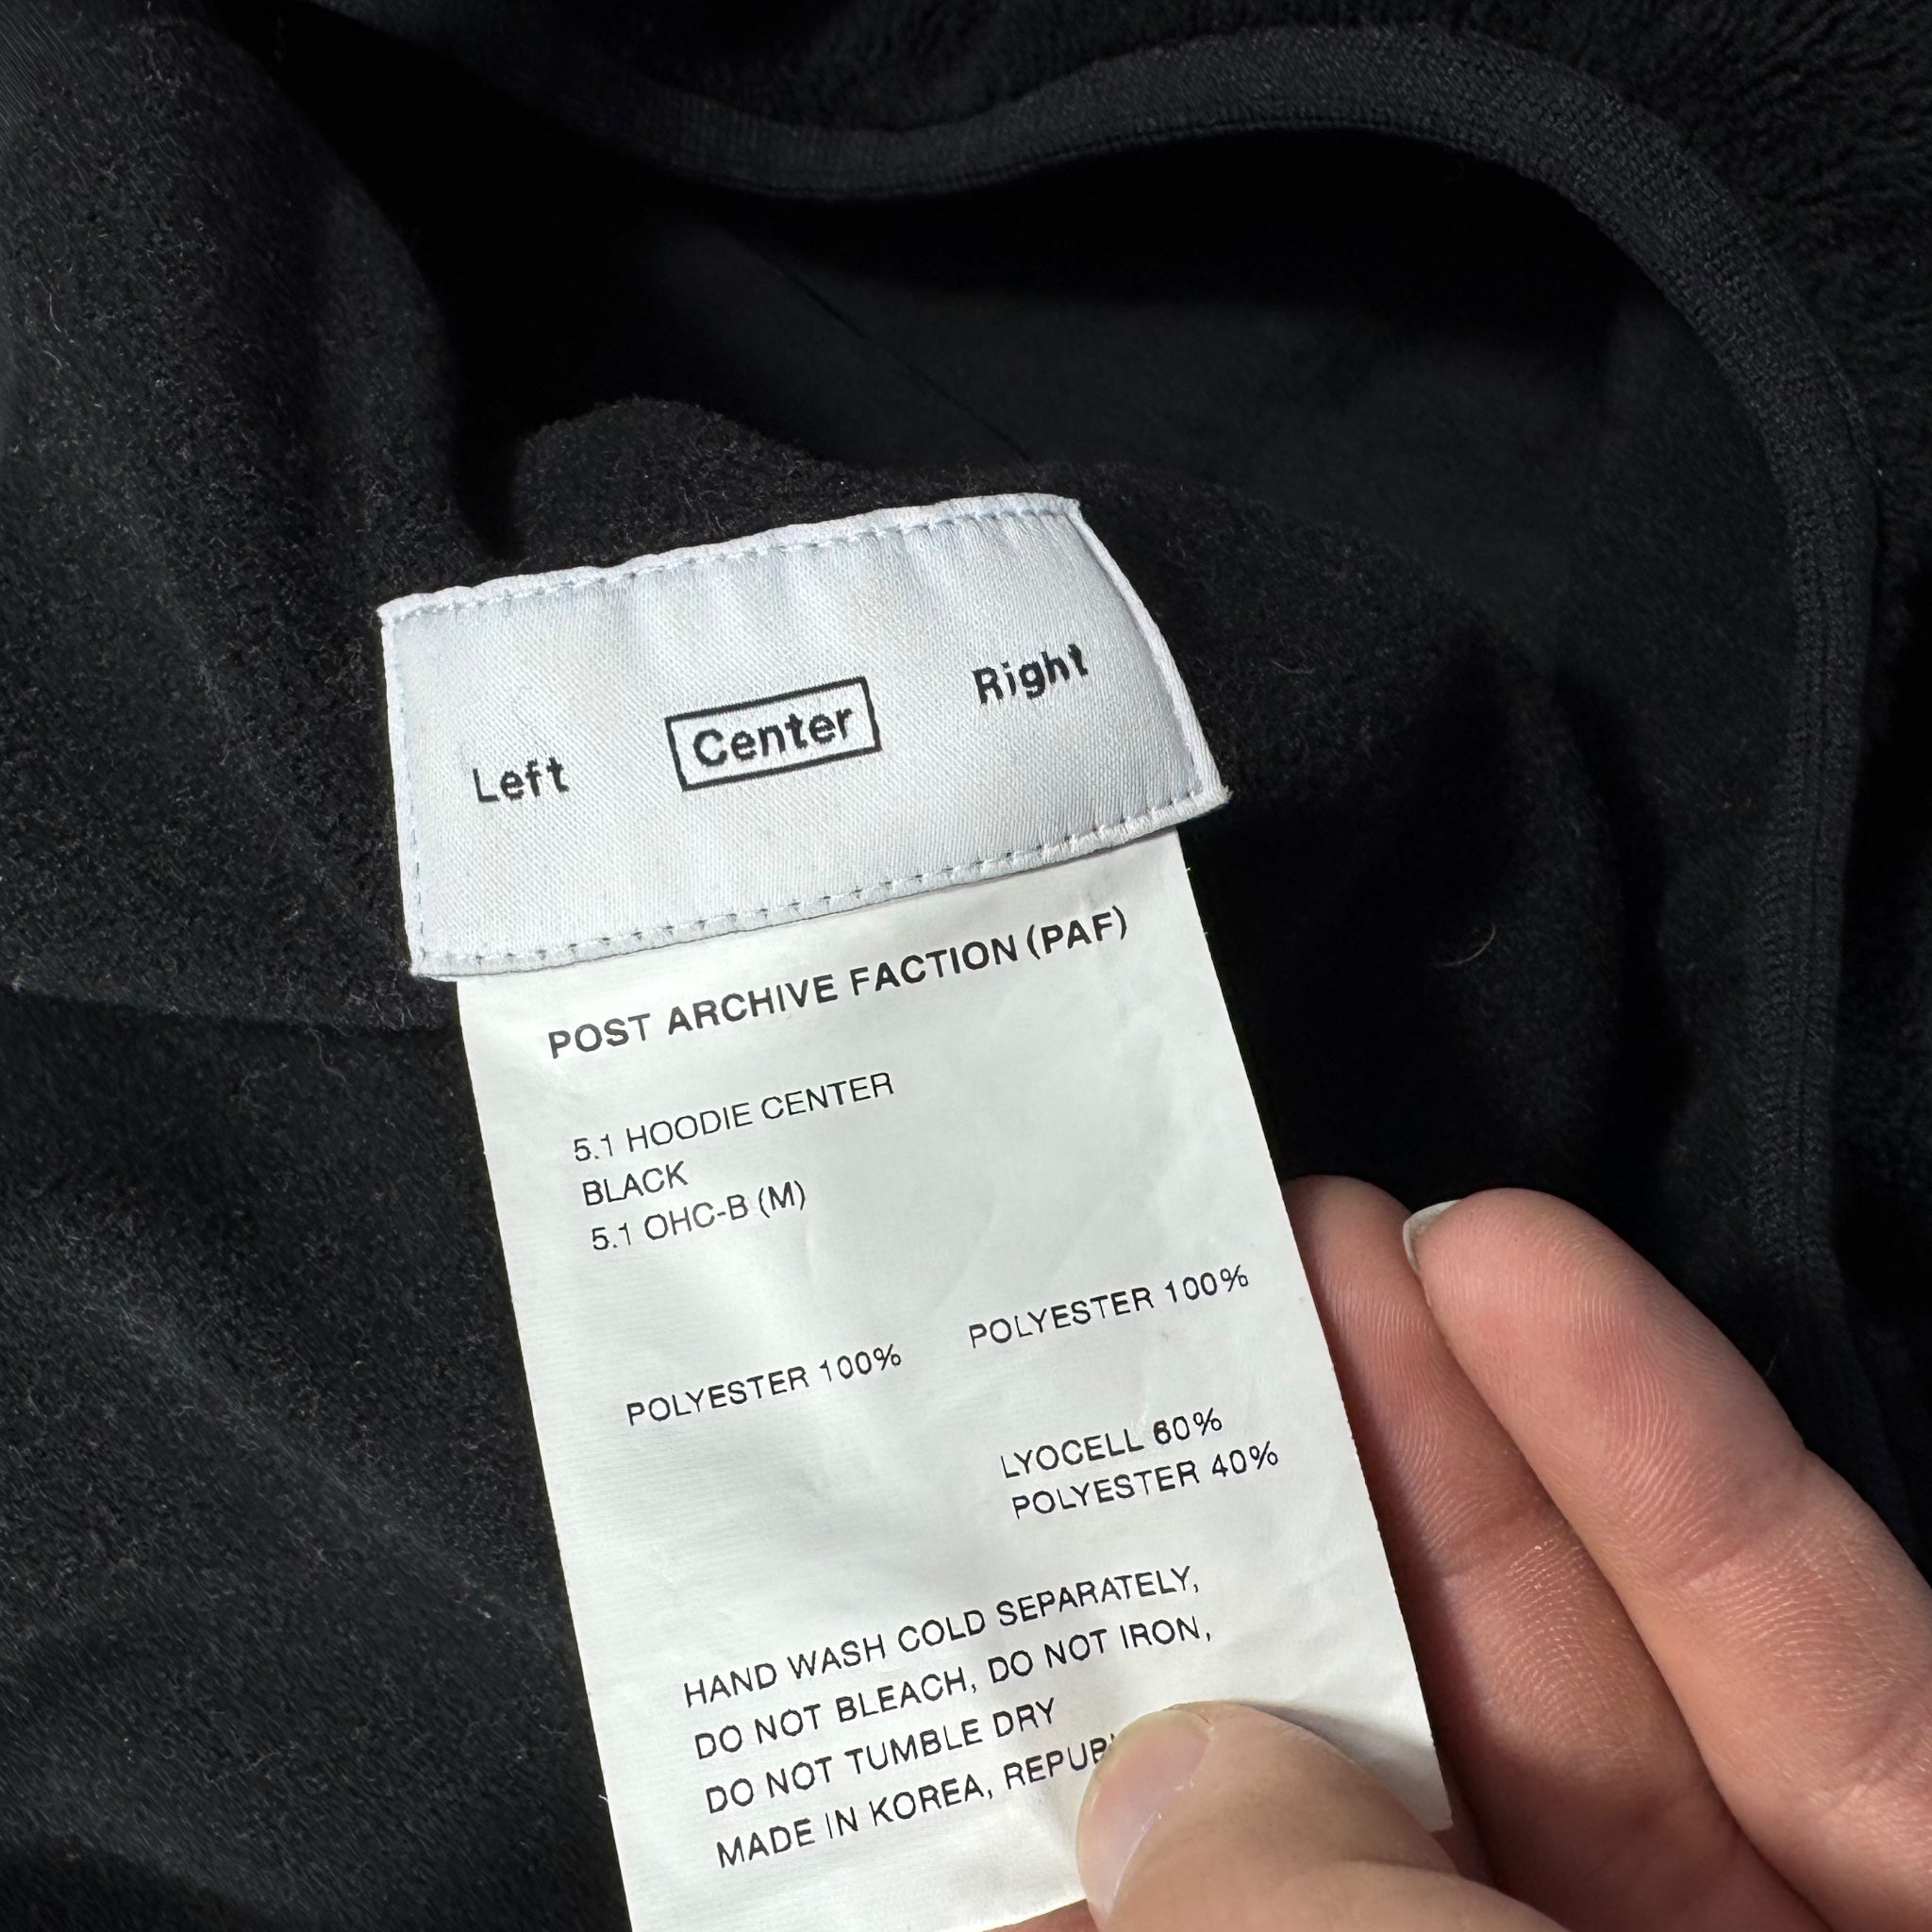 Left Center Right
POST ARCHIVE FACTION (PAF)
5.1 HOODIE CENTER
BLACK
5.1 OHC-B (M)
POLYESTER 100% POLYESTER 100%
LYOCELL 60%
POLYESTER 40%
HAND WASH COLD SEPARATELY,
DO NOT BLEACH, DO NOT IRON,
DO NOT TUMBLE DRY
MADE IN KOREA,